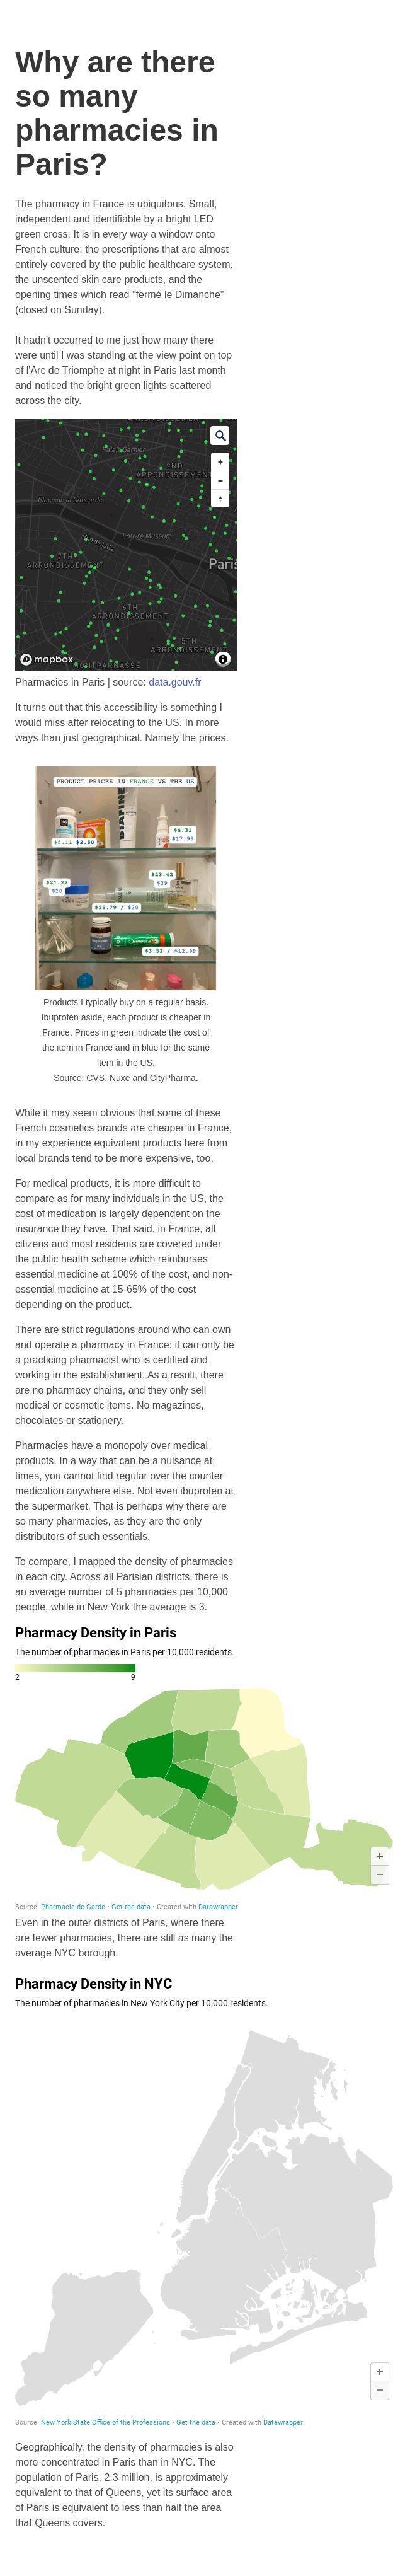 Why are there
so many
pharmacies in
Paris?
The pharmacy in France is ubiquitous. Small,
independent and identifiable by a bright LED
green cross. It is in every way a window onto
French culture: the prescriptions that are almost
entirely covered by the public healthcare system,
the unscented skin care products, and the
opening times which read "fermé le Dimanche"
(closed on Sunday).
It hadn't occurred to me just how many there
were until I was standing at the view point on top
of l'Arc de Triomphe at night in Paris last month
and noticed the bright green lights scattered
across the city.
Palais Garnier
2ND
ARRONDISSEMENT
Place de la Concorde
Rue de Lille
Louvre Museum
Paris
7TH
ARRONDISSEMENT
6TH
ARRONDISSEMENT
5TH
ARRONDISSEMEN
MONTPARNASSE
mapbox
Pharmacies in Paris | source: data.gouv.fr
It turns out that this accessibility is something I
would miss after relocating to the US. In more
ways than just geographical. Namely the prices.
PRODUCT PRICES IN FRANCE VS THE US
$4.31
$17.99
$5.11 $2.50
$23.62
$39
$21.22
$28
$15.79 / $30
$3.52 / $12.99
Products I typically buy on a regular basis.
Ibuprofen aside, each product is cheaper in
France. Prices in green indicate the cost of
the item in France and in blue for the same
item in the US.
Source: CVS, Nuxe and CityPharma.
While it may seem obvious that some of these
French cosmetics brands are cheaper in France,
in my experience equivalent products here from
local brands tend to be more expensive, too.
For medical products, it is more difficult to
compare as for many individuals in the US, the
cost of medication is largely dependent on the
insurance they have. That said, in France, all
citizens and most residents are covered under
the public health scheme which reimburses
essential medicine at 100% of the cost, and non-
essential medicine at 15-65% of the cost
depending on the product.
There are strict regulations around who can own
and operate a pharmacy in France: it can only be
a practicing pharmacist who is certified and
working in the establishment. As a result, there
are no pharmacy chains, and they only sell
medical or cosmetic items. No magazines,
chocolates or stationery.
Pharmacies have a monopoly over medical
products. In a way that can be a nuisance at
times, you cannot find regular over the counter
medication anywhere else. Not even ibuprofen at
the supermarket. That is perhaps why there are
so many pharmacies, as they are the only
distributors of such essentials.
To compare, I mapped the density of pharmacies
in each city. Across all Parisian districts, there is
an average number of 5 pharmacies per 10,000
people, while in New York the average is 3.
Pharmacy Density in Paris
The number of pharmacies in Paris per 10,000 residents.
2 9
Source: Pharmacie de Garde • Get the data • Created with Datawrapper
Even in the outer districts of Paris, where there
are fewer pharmacies, there are still as many the
average NYC borough.
Pharmacy Density in NYC
The number of pharmacies in New York City per 10,000 residents.
Source: New York State Office of the Professions • Get the data • Created with Datawrapper
Geographically, the density of pharmacies is also
more concentrated in Paris than in NYC. The
population of Paris, 2.3 million, is approximately
equivalent to that of Queens, yet its surface area
of Paris is equivalent to less than half the area
that Queens covers.